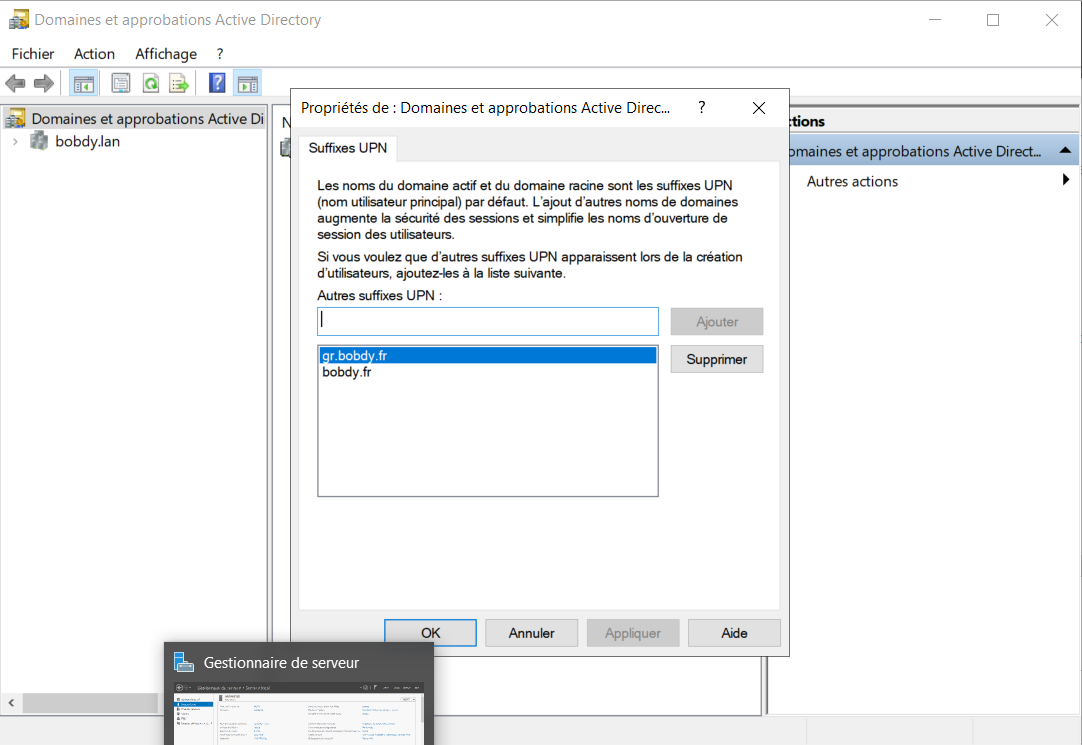 Domaines et approbations Active Directory
Fichier Action Affichage ?
Propriétés de : Domaines et approbations Active Direc... ?
Domaines et approbations Active Di
bobdy.lan
N
ctions
omaines et approbations Active Direct...
Autres actions
Suffixes UPN
Les noms du domaine actif et du domaine racine sont les suffixes UPN
(nom utilisateur principal) par défaut. L'ajout d'autres noms de domaines
augmente la sécurité des sessions et simplifie les noms d'ouverture de
session des utilisateurs.
Si vous voulez que d'autres suffixes UPN apparaissent lors de la création
d'utilisateurs, ajoutez-les à la liste suivante.
Autres suffixes UPN :
Ajouter
gr.bobdy.fr
bobdy.fr
Supprimer
OK Annuler Appliquer Aide
Gestionnaire de serveur